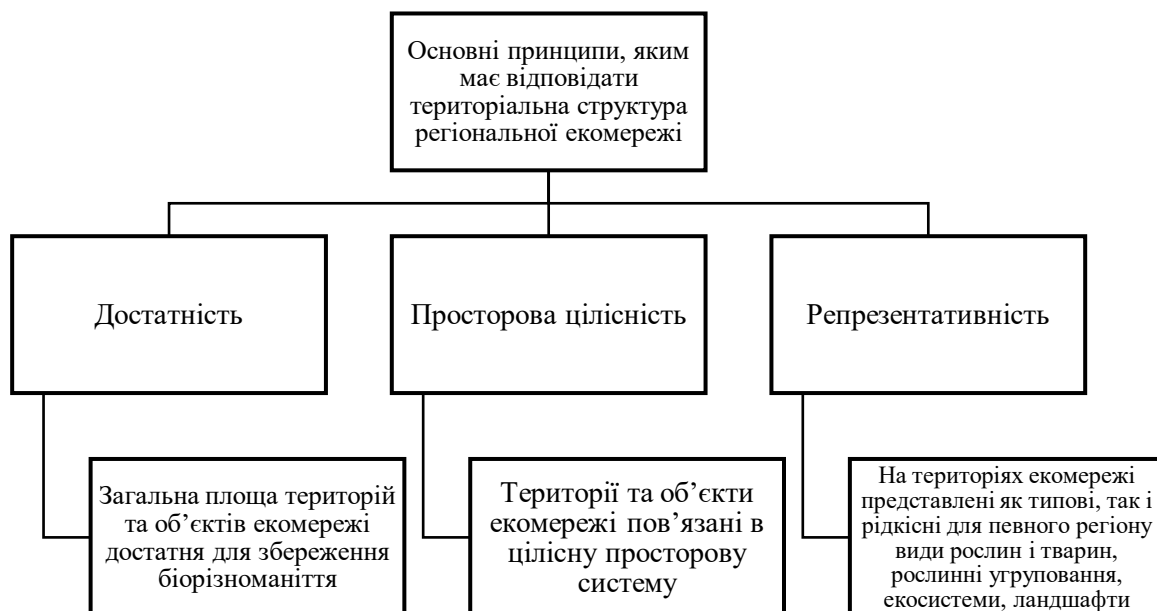 Основні принципи, яким
має відповідати
територіальна структура
регіональної екомережі
Достатність
Просторова цілісність
Репрезентативність
Загальна площа територій
та об’єктів екомережі
достатня для збереження
біорізноманіття
Території та об’єкти
екомережі пов’язані в
цілісну просторову
систему
На територіях екомережі
представлені як типові, так і
рідкісні для певного регіону
види рослин і тварин,
рослинні угруповання,
екосистеми, ландшафти